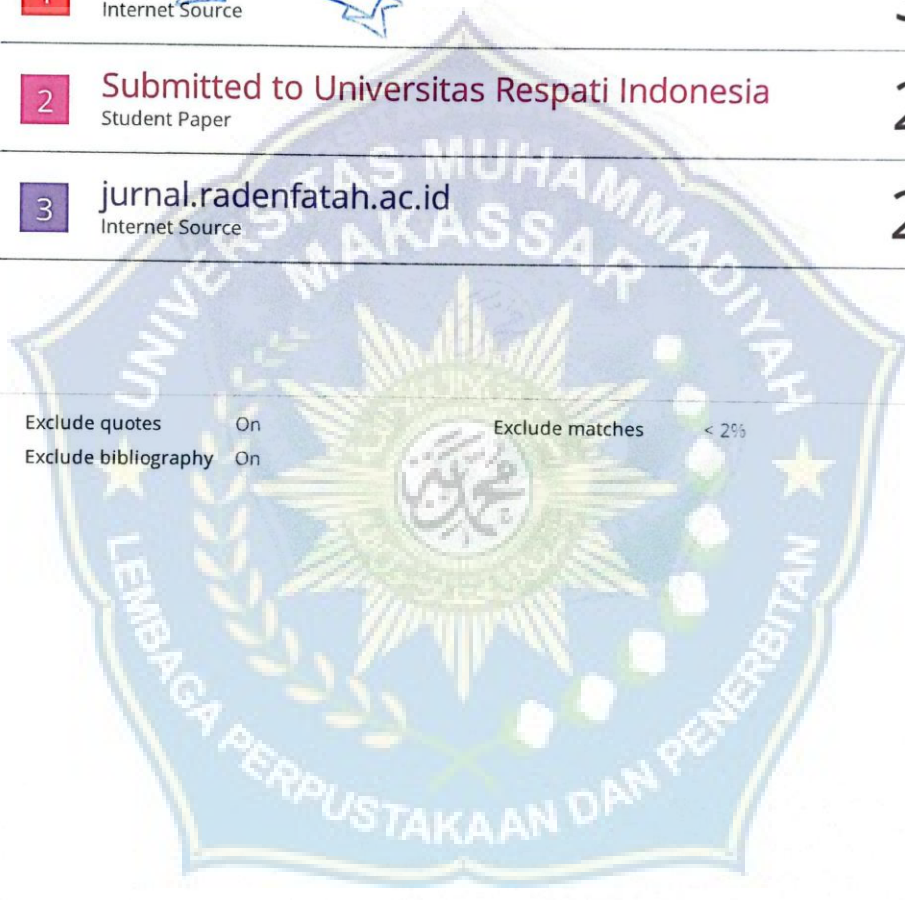 Internet Source
2 Submitted to Universitas Respati Indonesia
Student Paper
3 jurnal.radenfatah.ac.id
Internet Source
Exclude quotes On
Exclude matches < 2%
Exclude bibliography On
UNIVERSITAS MUHAMMADIYAH
MAKASSAR
محمد
LEMBAGA PERPUSTAKAAN DAN PENERBITAN